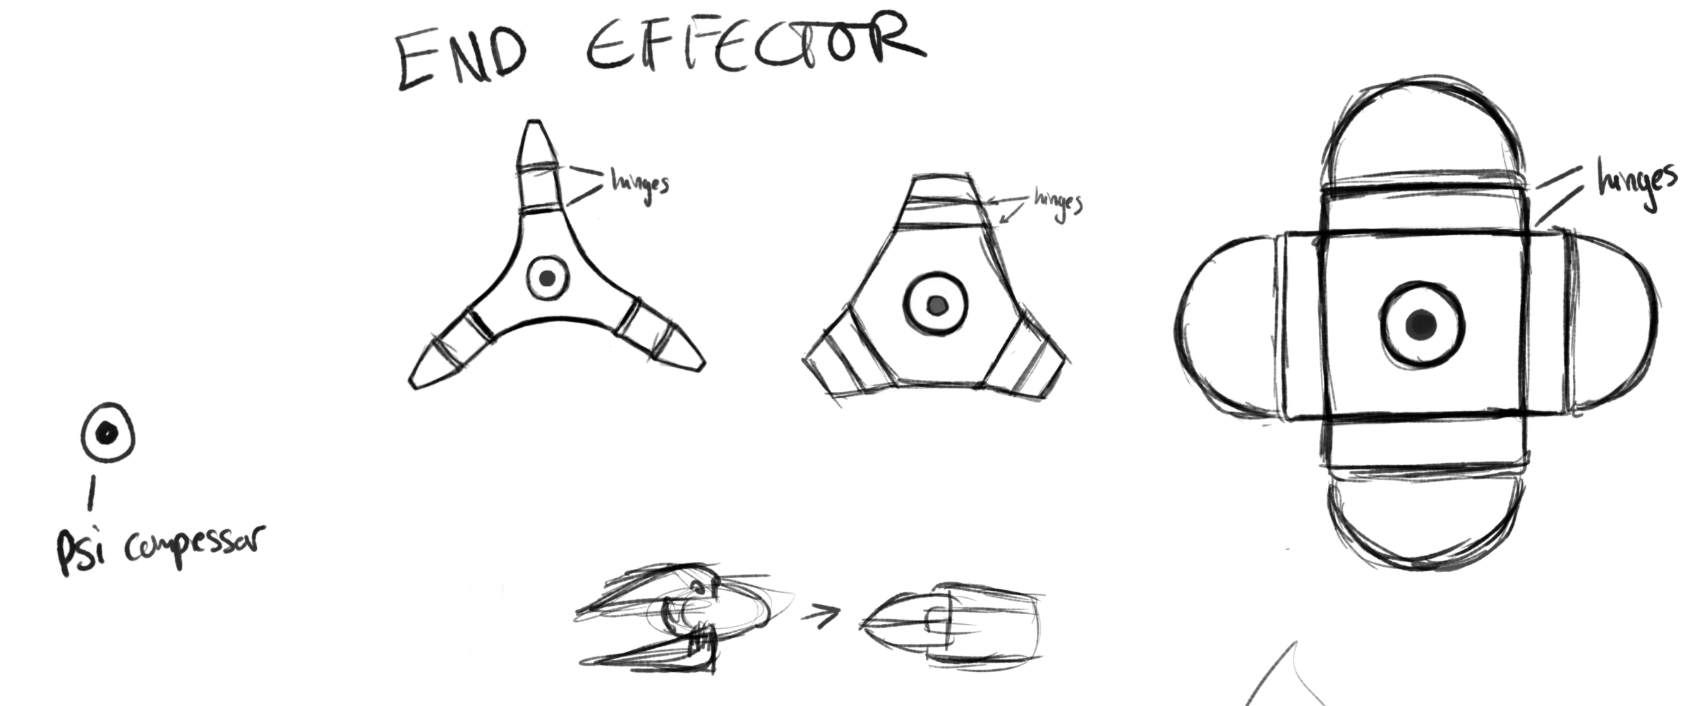 END EFFECTOR
hinges
hinges
hinges
Psi compessor